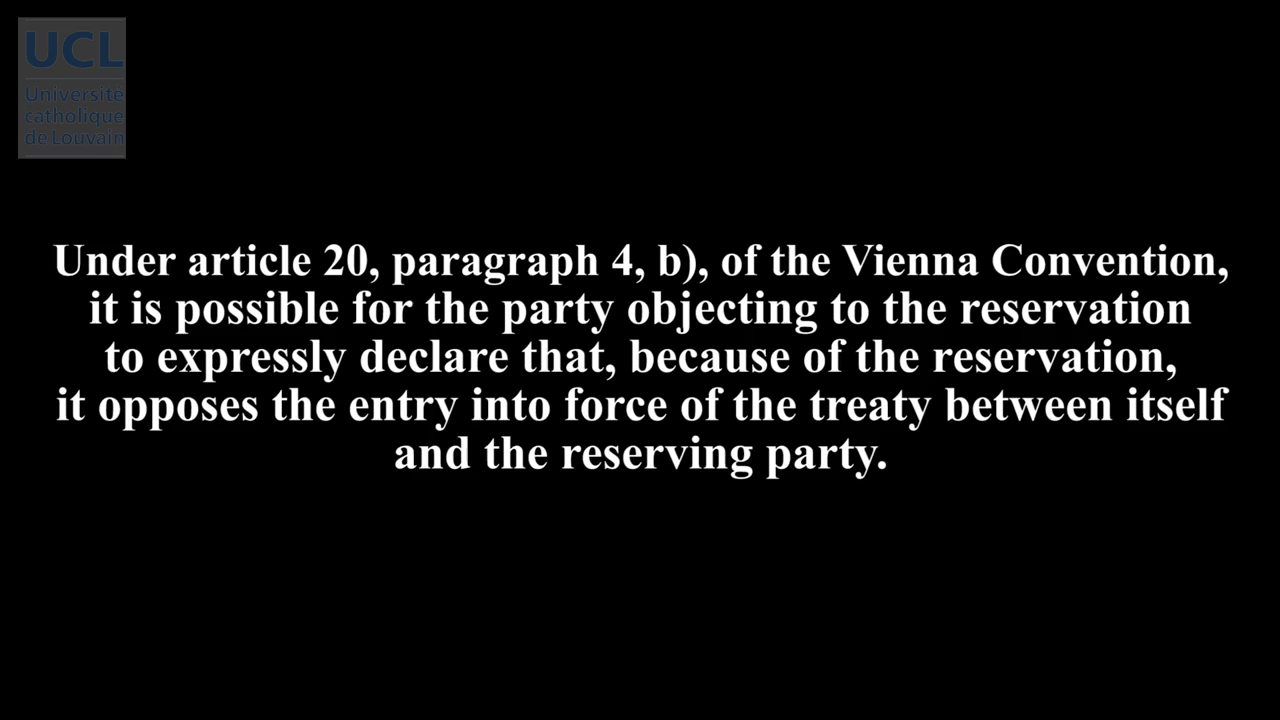 UCL
Université
catholique
de Louvain
Under article 20, paragraph 4, b), of the Vienna Convention,
it is possible for the party objecting to the reservation
to expressly declare that, because of the reservation,
it opposes the entry into force of the treaty between itself
and the reserving party.